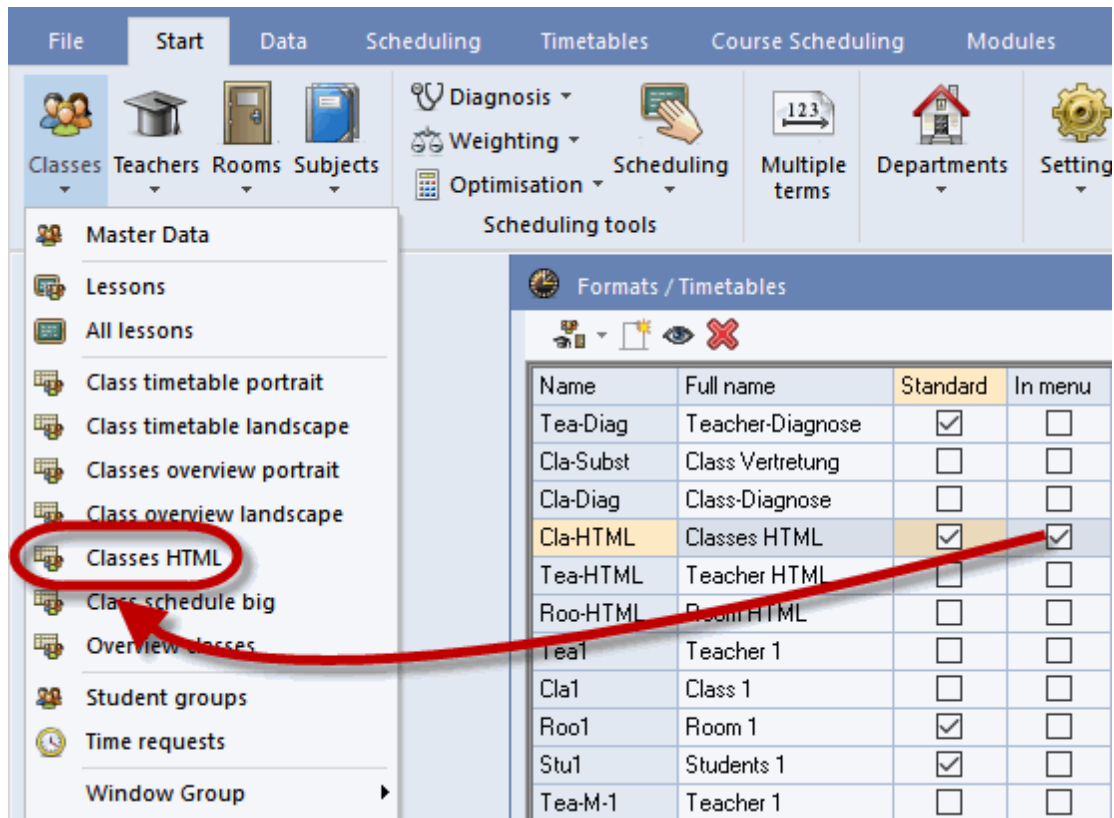 File Start Data Scheduling Timetables Course Scheduling Modules
Classes Teachers Rooms Subjects
Diagnosis
Weighting
Optimisation
Scheduling
123
Multiple
terms
Departments
Setting
Scheduling tools
Master Data
Lessons
All lessons
Class timetable portrait
Class timetable landscape
Classes overview portrait
Class overview landscape
Classes HTML
Class schedule big
Overview classes
Student groups
Time requests
Window Group
Formats / Timetables
Name Full name Standard In menu
Tea-Diag Teacher-Diagnose
Cla-Subst Class Vertretung
Cla-Diag Class-Diagnose
Cla-HTML Classes HTML
Tea-HTML Teacher HTML
Roo-HTML Room HTML
Tea1 Teacher 1
Cla1 Class 1
Roo1 Room 1
Stu1 Students 1
Tea-M-1 Teacher 1